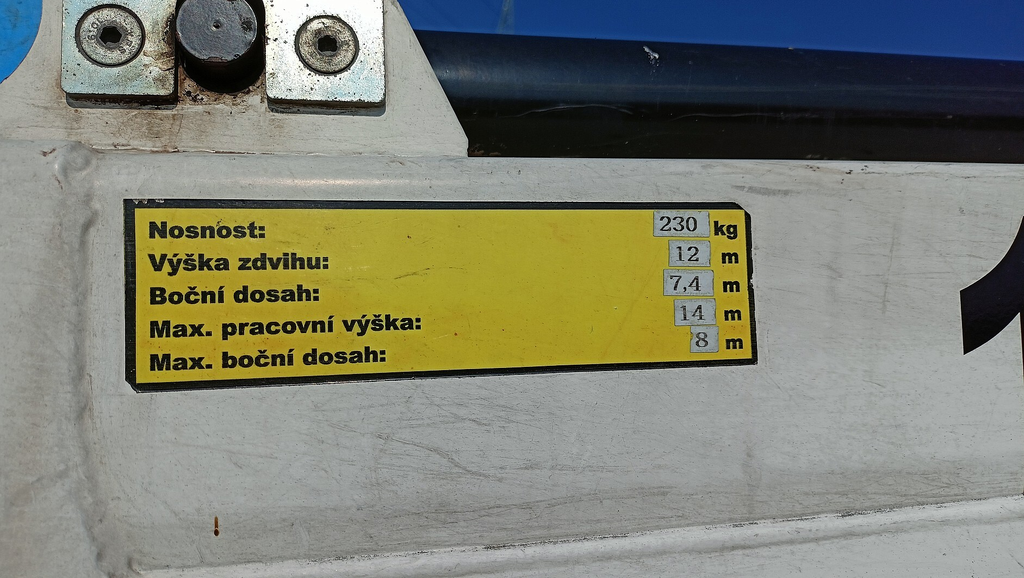 Nosnost: 230 kg
Výška zdvihu: 12 m
Boční dosah: 7,4 m
Max. pracovní výška: 14 m
Max. boční dosah: 8 m